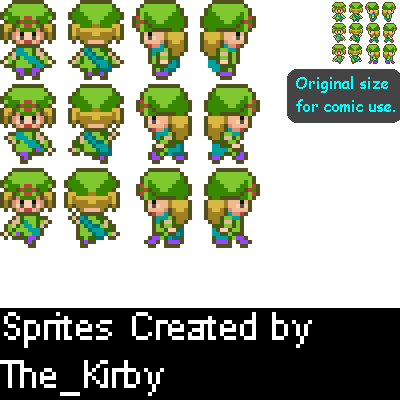 Original size
for comic use.
Sprites Created by
The_Kirby